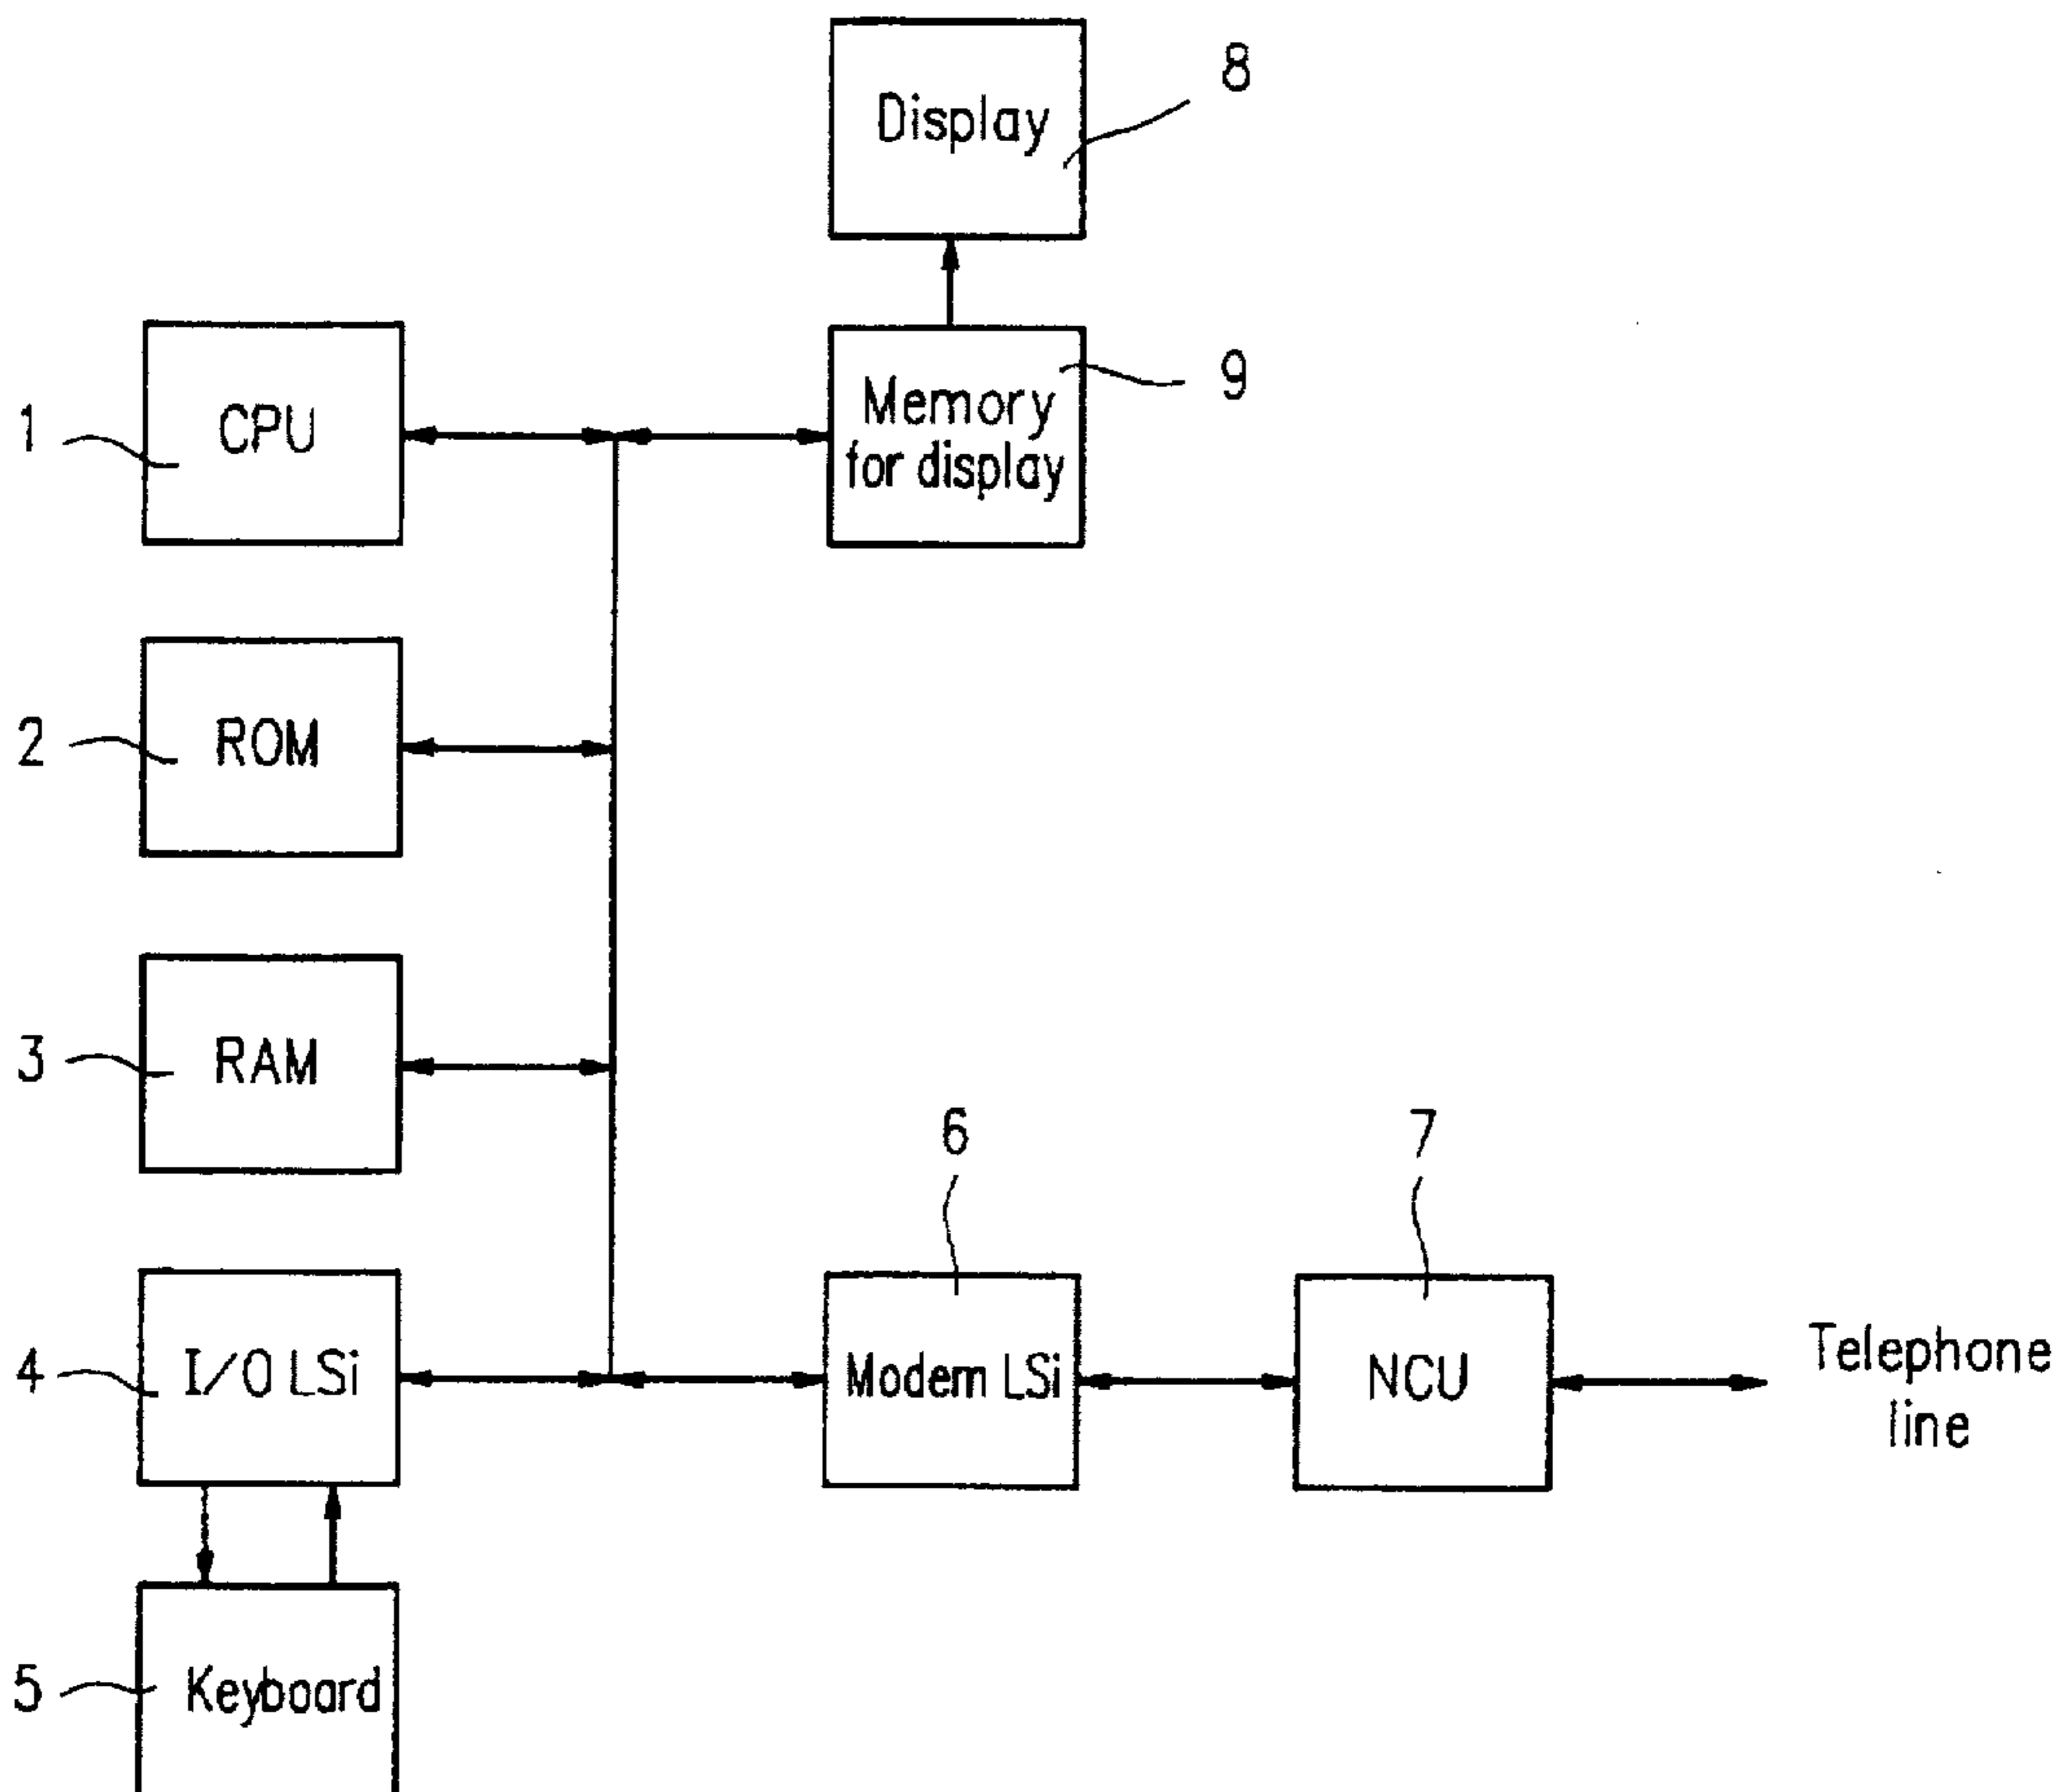 8
Display
1
CPU
9
Memory
for display
2
ROM
3
RAM
6
7
4
I/O LSi
Modem LSi
NCU
Telephone
line
5
Keyboard